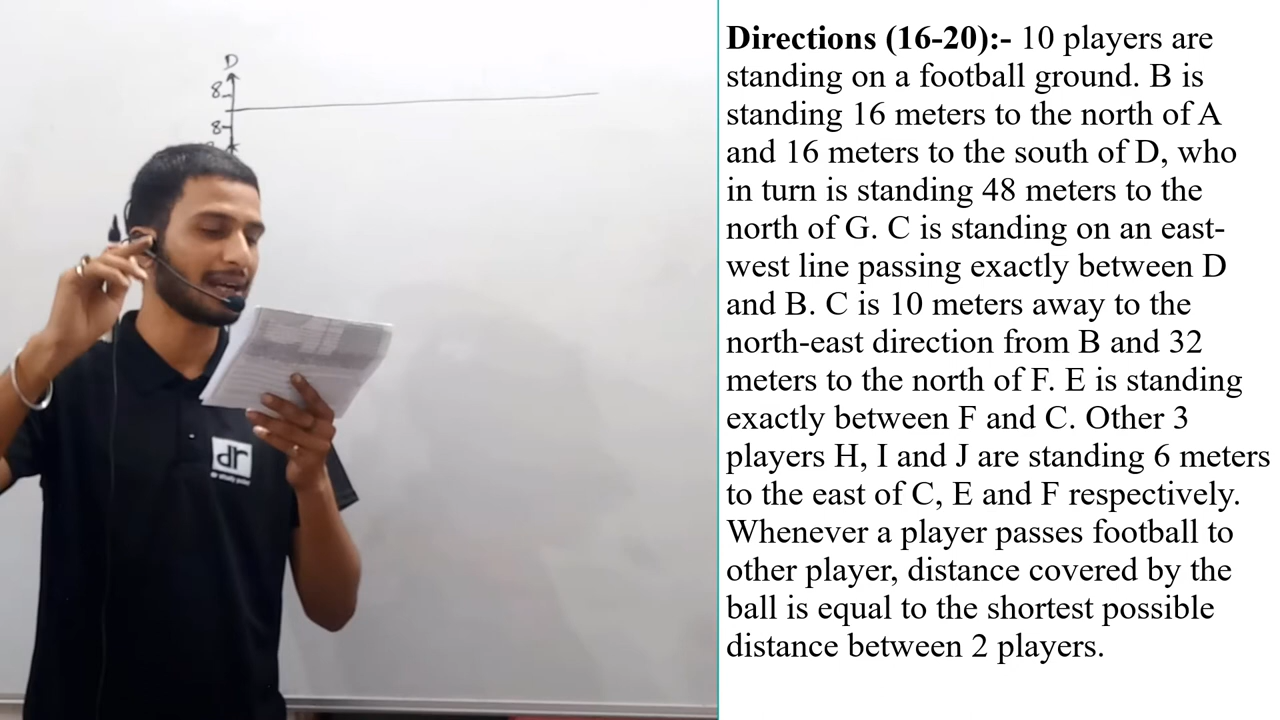 D
8
8
dr
Directions (16-20):- 10 players are
standing on a football ground. B is
standing 16 meters to the north of A
and 16 meters to the south of D, who
in turn is standing 48 meters to the
north of G. C is standing on an east-
west line passing exactly between D
and B. C is 10 meters away to the
north-east direction from B and 32
meters to the north of F. E is standing
exactly between F and C. Other 3
players H, I and J are standing 6 meters
to the east of C, E and F respectively.
Whenever a player passes football to
other player, distance covered by the
ball is equal to the shortest possible
distance between 2 players.